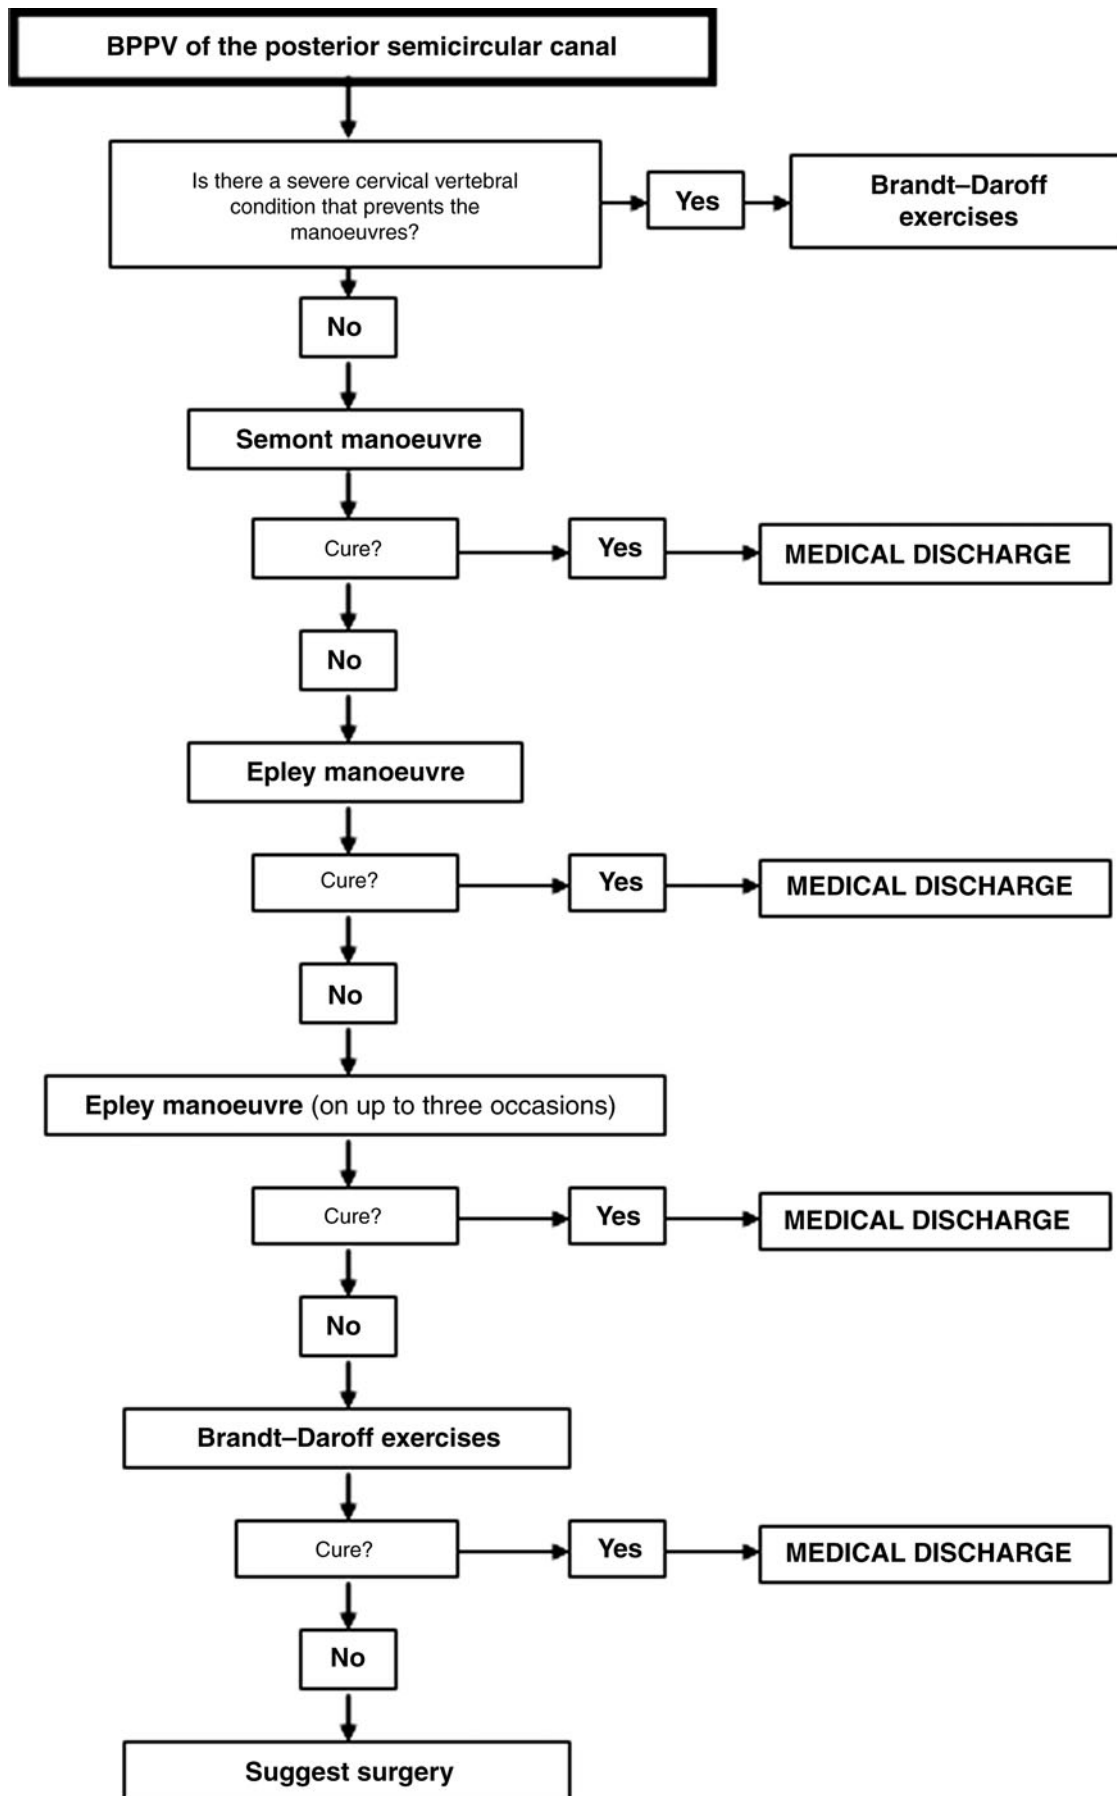 BPPV of the posterior semicircular canal
Is there a severe cervical vertebral
condition that prevents the
manoeuvres?
Yes
Brandt–Daroff
exercises
No
Semont manoeuvre
Cure?
Yes
MEDICAL DISCHARGE
No
Epley manoeuvre
Cure?
Yes
MEDICAL DISCHARGE
No
Epley manoeuvre (on up to three occasions)
Cure?
Yes
MEDICAL DISCHARGE
No
Brandt–Daroff exercises
Cure?
Yes
MEDICAL DISCHARGE
No
Suggest surgery